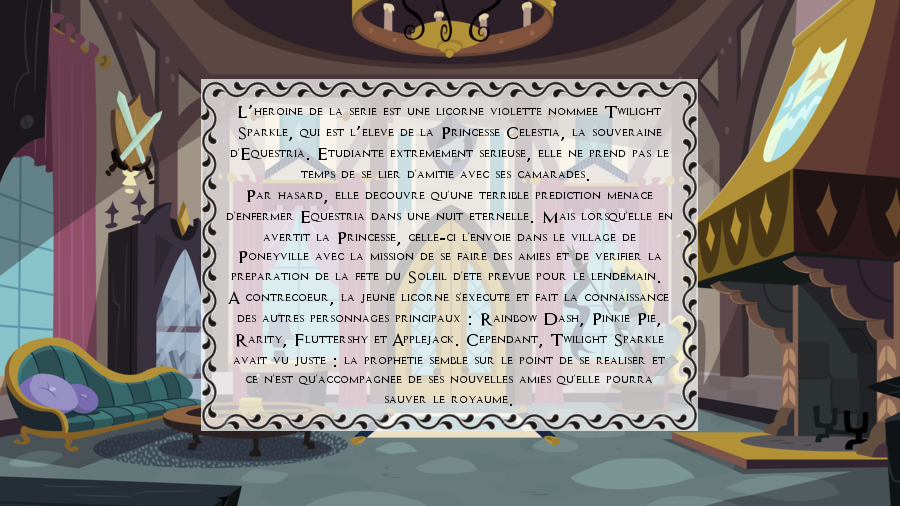 L'heroine de la serie est une licorne violette nommee Twilight
Sparkle, qui est l'eleve de la Princesse Celestia, la souveraine
d'Equestria. Etudiante extremement serieuse, elle ne prend pas le
temps de se lier d'amitie avec ses camarades.
Par hasard, elle decouvre qu'une terrible prediction menace
d'enfermer Equestria dans une nuit eternelle. Mais lorsqu'elle en
avertit la Princesse, celle-ci l'envoie dans le village de
Poneyville avec la mission de se faire des amies et de verifier la
preparation de la fete du Soleil d'ete prevue pour le lendemain.
A contrecoeur, la jeune licorne s'execute et fait la connaissance
des autres personnages principaux : Rainbow Dash, Pinkie Pie,
Rarity, Fluttershy et Applejack. Cependant, Twilight Sparkle
avait vu juste : la prophetie semble sur le point de se realiser et
ce n'est qu'accompagnee de ses nouvelles amies qu'elle pourra
sauver le royaume.